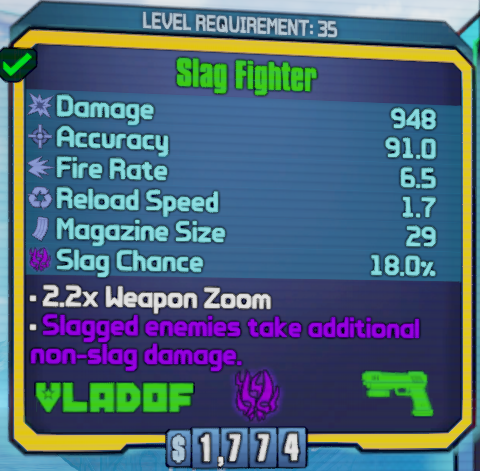 LEVEL REQUIREMENT: 35
Slag Fighter
Damage 948
Accuracy 91.0
Fire Rate 6.5
Reload Speed 1.7
Magazine Size 29
Slag Chance 18.0%
• 2.2x Weapon Zoom
• Slagged enemies take additional
non-slag damage.
VLADOF
$1,774